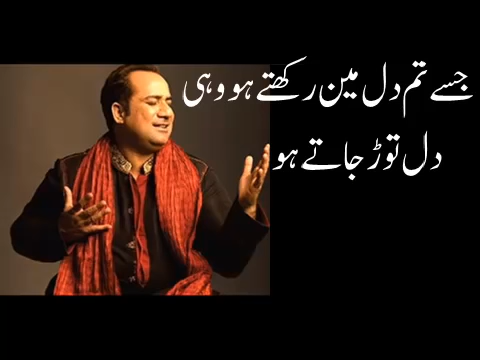 جسے تم دل مین رکھتے ہو وہی
دل توڑ جاتے ہو